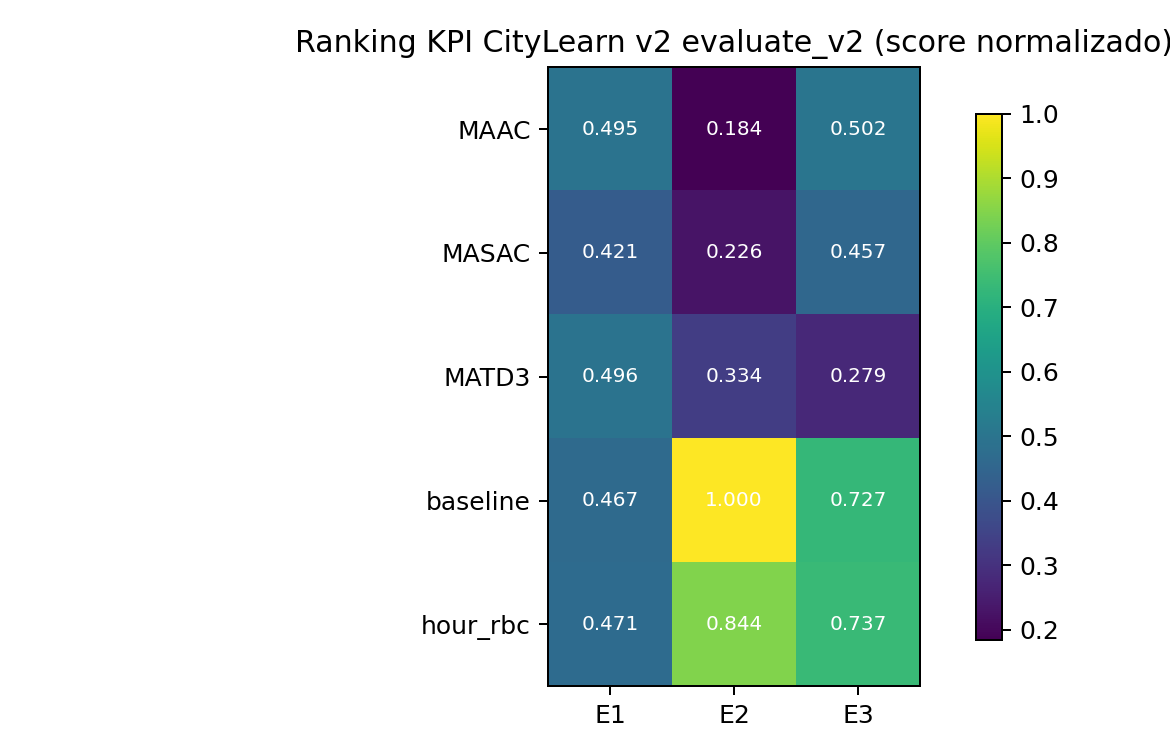 Ranking KPI CityLearn v2 evaluate_v2 (score normalizado)
MAAC 0.495 0.184 0.502
MASAC 0.421 0.226 0.457
MATD3 0.496 0.334 0.279
baseline 0.467 1.000 0.727
hour_rbc 0.471 0.844 0.737
E1 E2 E3
1.0
0.9
0.8
0.7
0.6
0.5
0.4
0.3
0.2